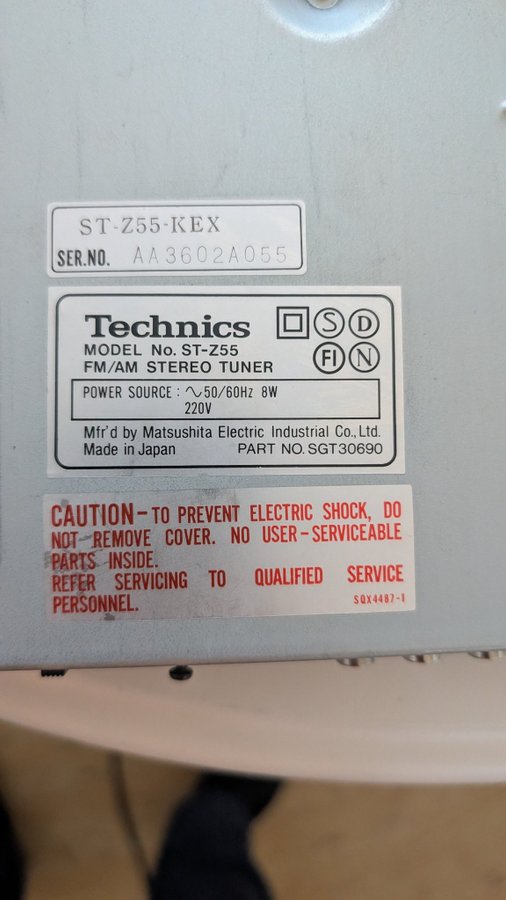 ST-Z55-KEX
SER.NO. AA3602A055
Technics
S D
MODEL No. ST-Z55
FM/AM STEREO TUNER
FI N
POWER SOURCE : ∿50/60Hz 8W
220V
Mfr'd by Matsushita Electric Industrial Co., Ltd.
Made in Japan PART NO. SGT30690
CAUTION – TO PREVENT ELECTRIC SHOCK, DO
NOT REMOVE COVER. NO USER-SERVICEABLE
PARTS INSIDE.
REFER SERVICING TO QUALIFIED SERVICE
PERSONNEL.
SQX4487-1